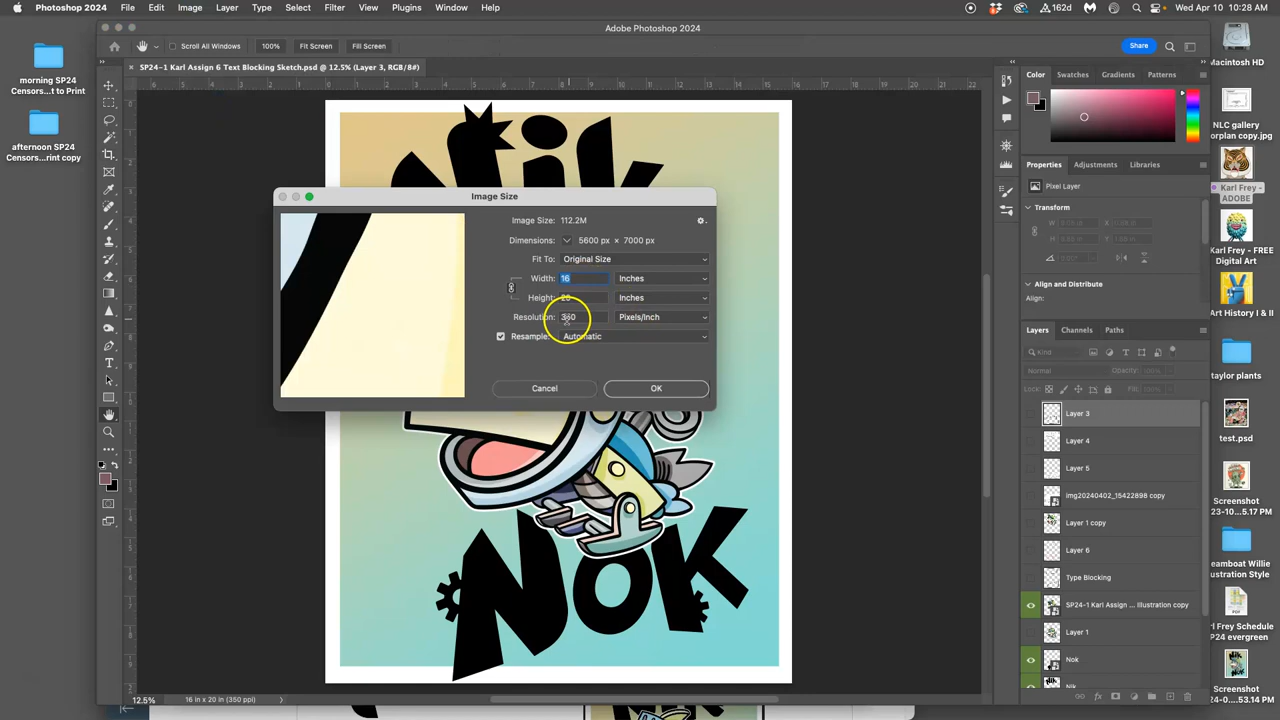 Photoshop 2024 File Edit Image Layer Type Select Filter View Plugins Window Help
162d Wed Apr 10 10:28 AM
Adobe Photoshop 2024
Scroll All Windows 100% Fit Screen Fill Screen Share
× SP24-1 Karl Assign 6 Text Blocking Sketch.psd @ 12.5% (Layer 3, RGB/8#)
morning SP24
Censors...t to Print
afternoon SP24
Censors...rint copy
Image Size
Image Size: 112.2M
Dimensions: 5600 px × 7000 px
Fit To: Original Size
Width: 16 Inches
Height: 20 Inches
Resolution: Pixels/Inch
Resample: Automatic
Cancel OK
Nik
Nok
Color Swatches Gradients Patterns
Properties Adjustments Libraries
Pixel Layer
Transform
Align and Distribute
Align:
Layers Channels Paths
Kind
Normal Opacity:
Lock: Fill:
Layer 3
Layer 4
Layer 5
img20240402_15422898 copy
Layer 1 copy
Layer 6
Type Blocking
SP24-1 Karl Assign ... Illustration copy
Layer 1
Nok
Nik
12.5% 16 in x 20 in (350 ppi)
Macintosh HD
NLC gallery
orplan copy.jpg
Karl Frey -
ADOBE
Karl Frey - FREE
Digital Art
Art History I & II
taylor plants
test.psd
Screenshot
23-10...5.17 PM
eamboat Willie
ustration Style
rl Frey Schedule
P24 evergreen
Screenshot
23-0...53.14 PM